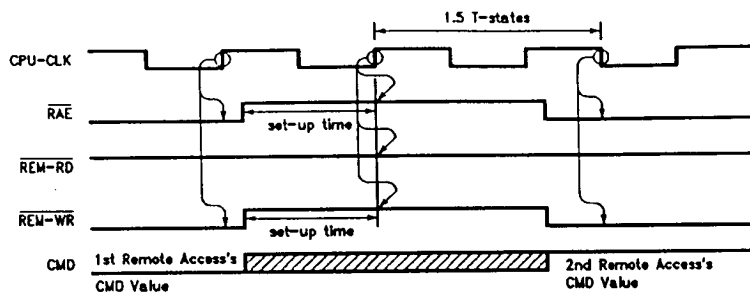 1.5 T-states
CPU-CLK
RAE
set-up time
REM-RD
REM-WR
set-up time
CMD
1st Remote Access's
CMD Value
2nd Remote Access's
CMD Value